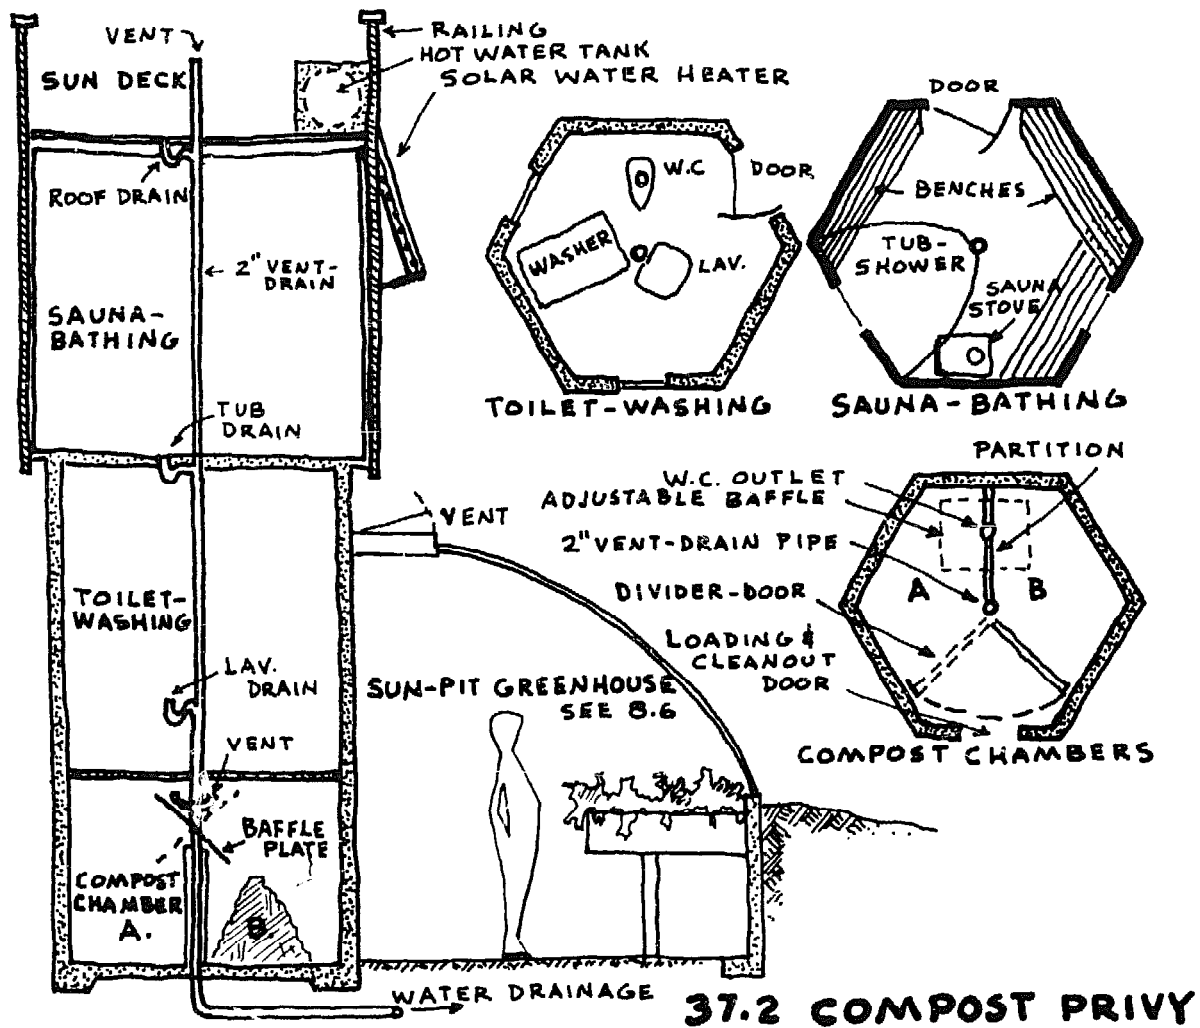 VENT
SUN DECK
RAILING
HOT WATER TANK
SOLAR WATER HEATER
ROOF DRAIN
2" VENT-
DRAIN
SAUNA-
BATHING
TUB
DRAIN
VENT
TOILET-
WASHING
LAV.
DRAIN
VENT
BAFFLE
PLATE
COMPOST
CHAMBER
A.
B.
SUN-PIT GREENHOUSE
SEE 8.6
WATER DRAINAGE
W.C
DOOR
WASHER
LAV.
TOILET-WASHING
DOOR
BENCHES
TUB-
SHOWER
SAUNA
STOVE
SAUNA-BATHING
PARTITION
W.C. OUTLET
ADJUSTABLE BAFFLE
2" VENT-DRAIN PIPE
A
B
DIVIDER-DOOR
LOADING &
CLEANOUT
DOOR
COMPOST CHAMBERS
37.2 COMPOST PRIVY